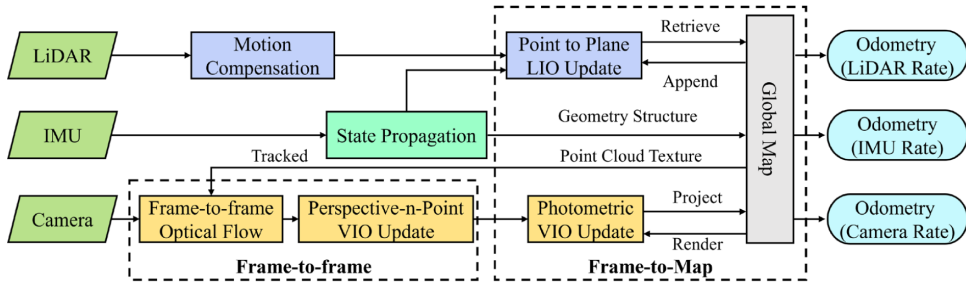 LiDAR
Motion
Compensation
Point to Plane
LIO Update
Retrieve
Append
Global Map
Odometry
(LiDAR Rate)
IMU
State Propagation
Geometry Structure
Odometry
(IMU Rate)
Tracked
Point Cloud Texture
Camera
Frame-to-frame
Optical Flow
Perspective-n-Point
VIO Update
Photometric
VIO Update
Project
Render
Odometry
(Camera Rate)
Frame-to-frame
Frame-to-Map